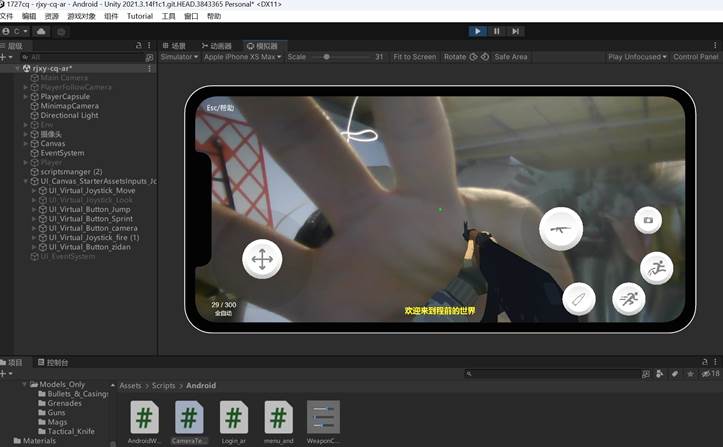 1727cq - rjxy-cq-ar - Android - Unity 2021.3.14f1c1.git.HEAD.3843365 Personal* <DX11>
文件 编辑 资源 游戏对象 组件 Tutorial 工具 窗口 帮助
C
层级
场景 动画器 模拟器
All
Simulator Apple iPhone XS Max Scale 31 Fit to Screen Rotate Safe Area Play Unfocused Control Panel
rjxy-cq-ar*
Main Camera
PlayerFollowCamera
PlayerCapsule
MinimapCamera
Directional Light
Env
摄像头
Canvas
EventSystem
Player
scriptsmanger (2)
UI_Canvas_StarterAssetsInputs_Jo
UI_Virtual_Joystick_Move
UI_Virtual_Joystick_Look
UI_Virtual_Button_Jump
UI_Virtual_Button_Sprint
UI_Virtual_Button_camera
UI_Virtual_Joystick_fire (1)
UI_Virtual_Button_zidan
UI_EventSystem
Esc/帮助
29 / 300
全自动
欢迎来到程前的世界
项目 控制台
18
Models_Only
Bullets_&_Casings
Grenades
Guns
Mags
Tactical_Knife
Materials
Assets > Scripts > Android
AndroidW... CameraTe... Login_ar menu_and WeaponC...